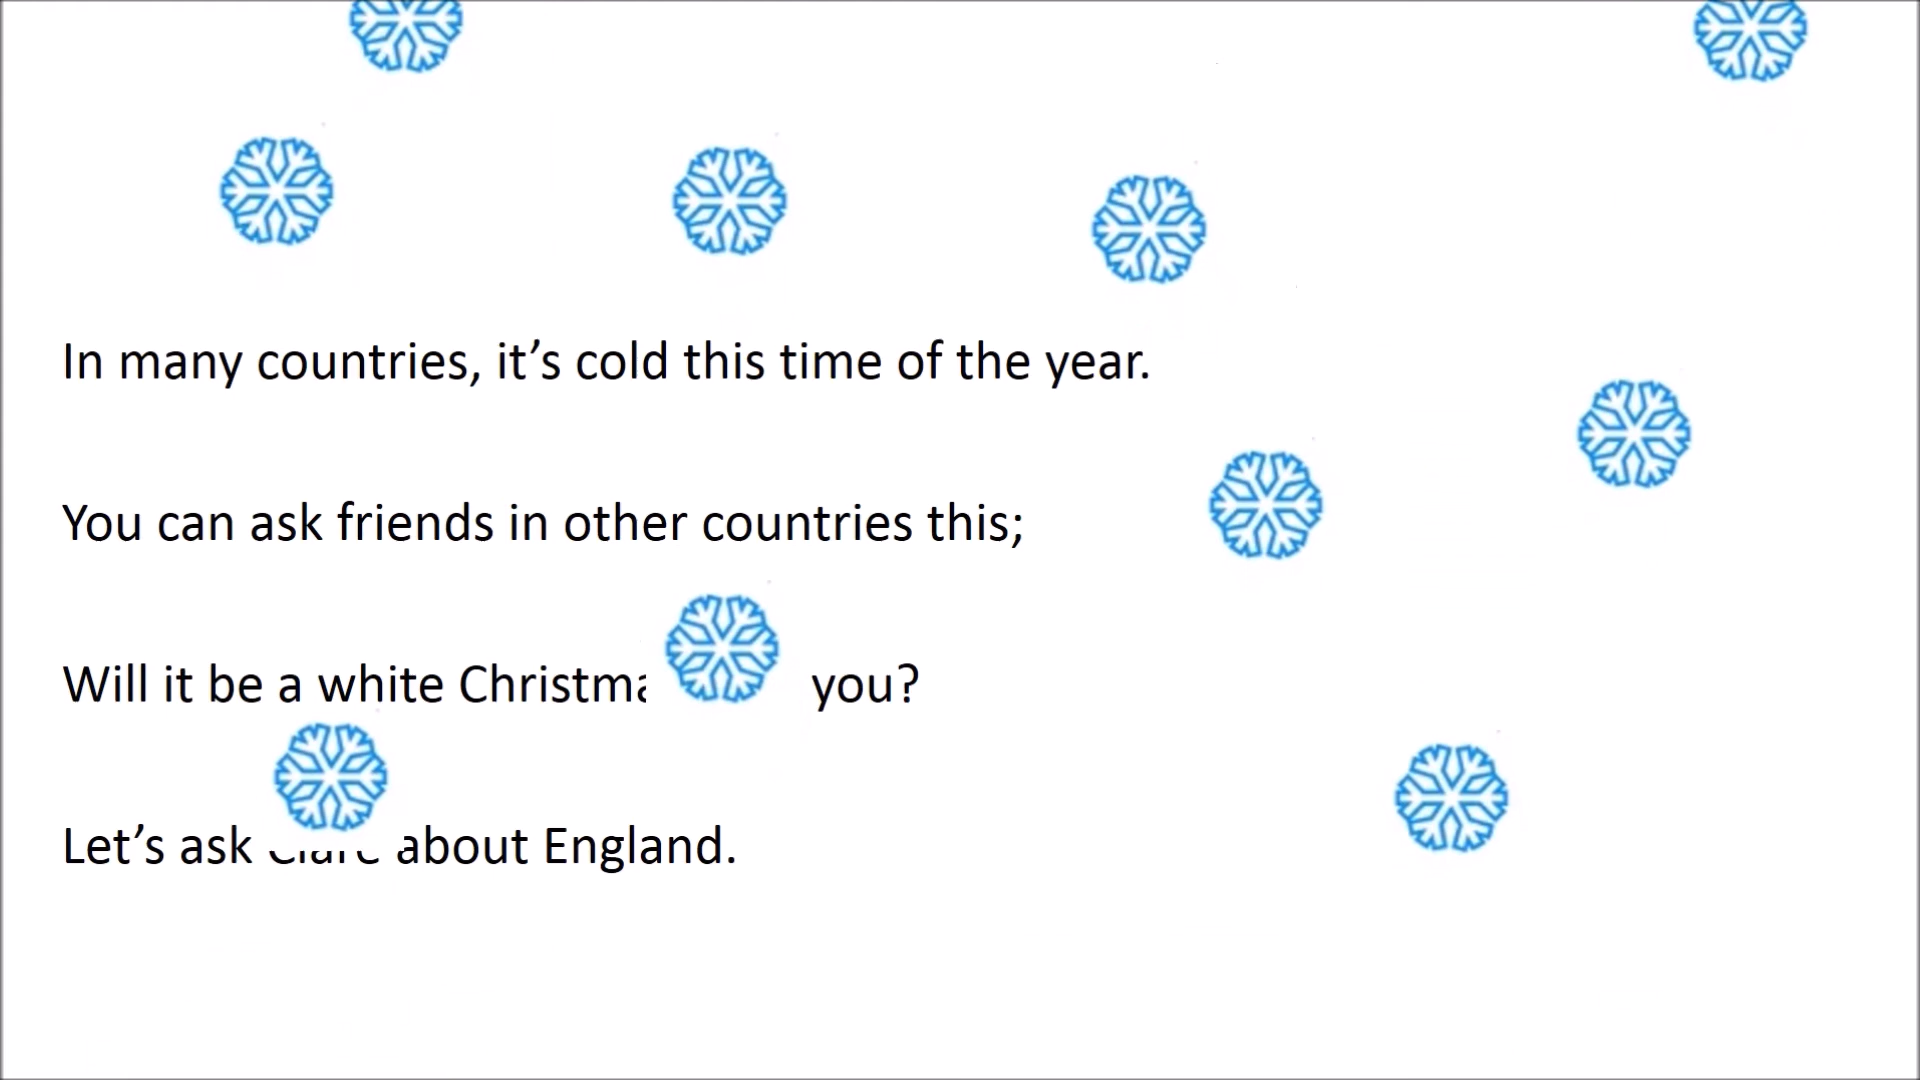 In many countries, it’s cold this time of the year.
You can ask friends in other countries this;
Will it be a white you?
Let’s ask about England.